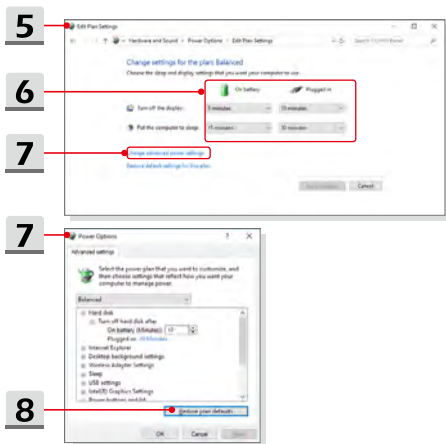 5
Edit Plan Settings
Hardware and Sound › Power Options › Edit Plan Settings
Change settings for the plan: Balanced
Choose the sleep and display settings that you want your computer to use.
On battery
Plugged in
6
Turn off the display:
5 minutes
10 minutes
Put the computer to sleep:
15 minutes
30 minutes
7
Change advanced power settings
Restore default settings for this plan
Cancel
7
Power Options
? X
Advanced settings
Select the power plan that you want to customize, and
then choose settings that reflect how you want your
computer to manage power.
Balanced
Hard disk
Turn off hard disk after
On battery (Minutes): 10
Plugged in:
Internet Explorer
Desktop background settings
Wireless Adapter Settings
Sleep
USB settings
Intel(R) Graphics Settings
Power buttons and lid
8
Restore plan defaults
OK
Cancel